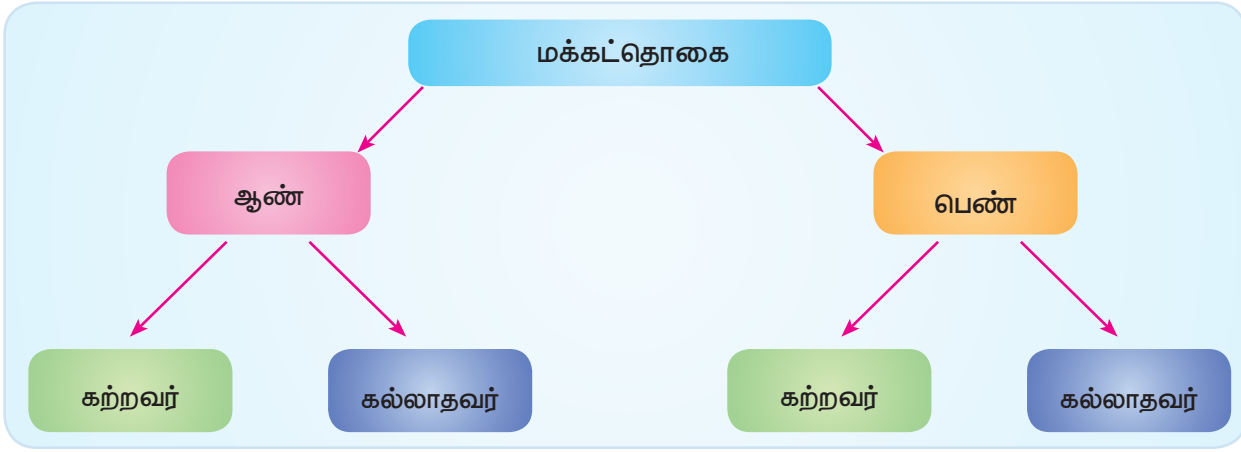 மக்கட்தொகை
ஆண்
பெண்
கற்றவர்
கல்லாதவர்
கற்றவர்
கல்லாதவர்